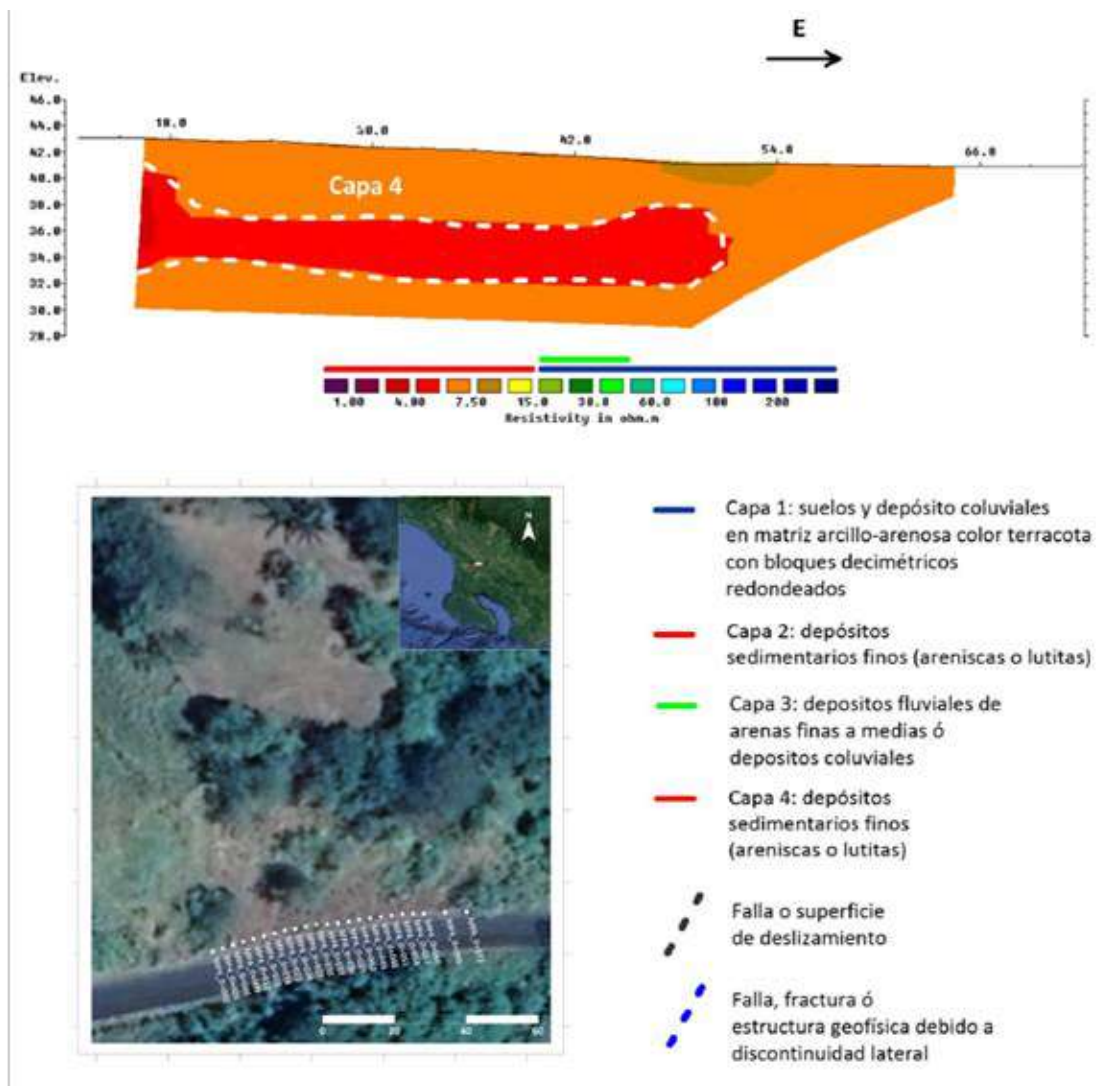 E
Elev.
46.0
44.0
42.0
40.0
38.0
36.0
34.0
32.0
30.0
28.0
18.0
30.0
42.0
54.0
66.0
Capa 4
1.00 4.00 7.50 15.0 30.0 60.0 100 200
Resistivity in ohm.m
N
0 20 40 60
Capa 1: suelos y depósito coluviales
en matriz arcillo-arenosa color terracota
con bloques decimétricos
redondeados
Capa 2: depósitos
sedimentarios finos (areniscas o lutitas)
Capa 3: depositos fluviales de
arenas finas a medias ó
depositos coluviales
Capa 4: depósitos
sedimentarios finos
(areniscas o lutitas)
Falla o superficie
de deslizamiento
Falla, fractura ó
estructura geofísica debido a
discontinuidad lateral